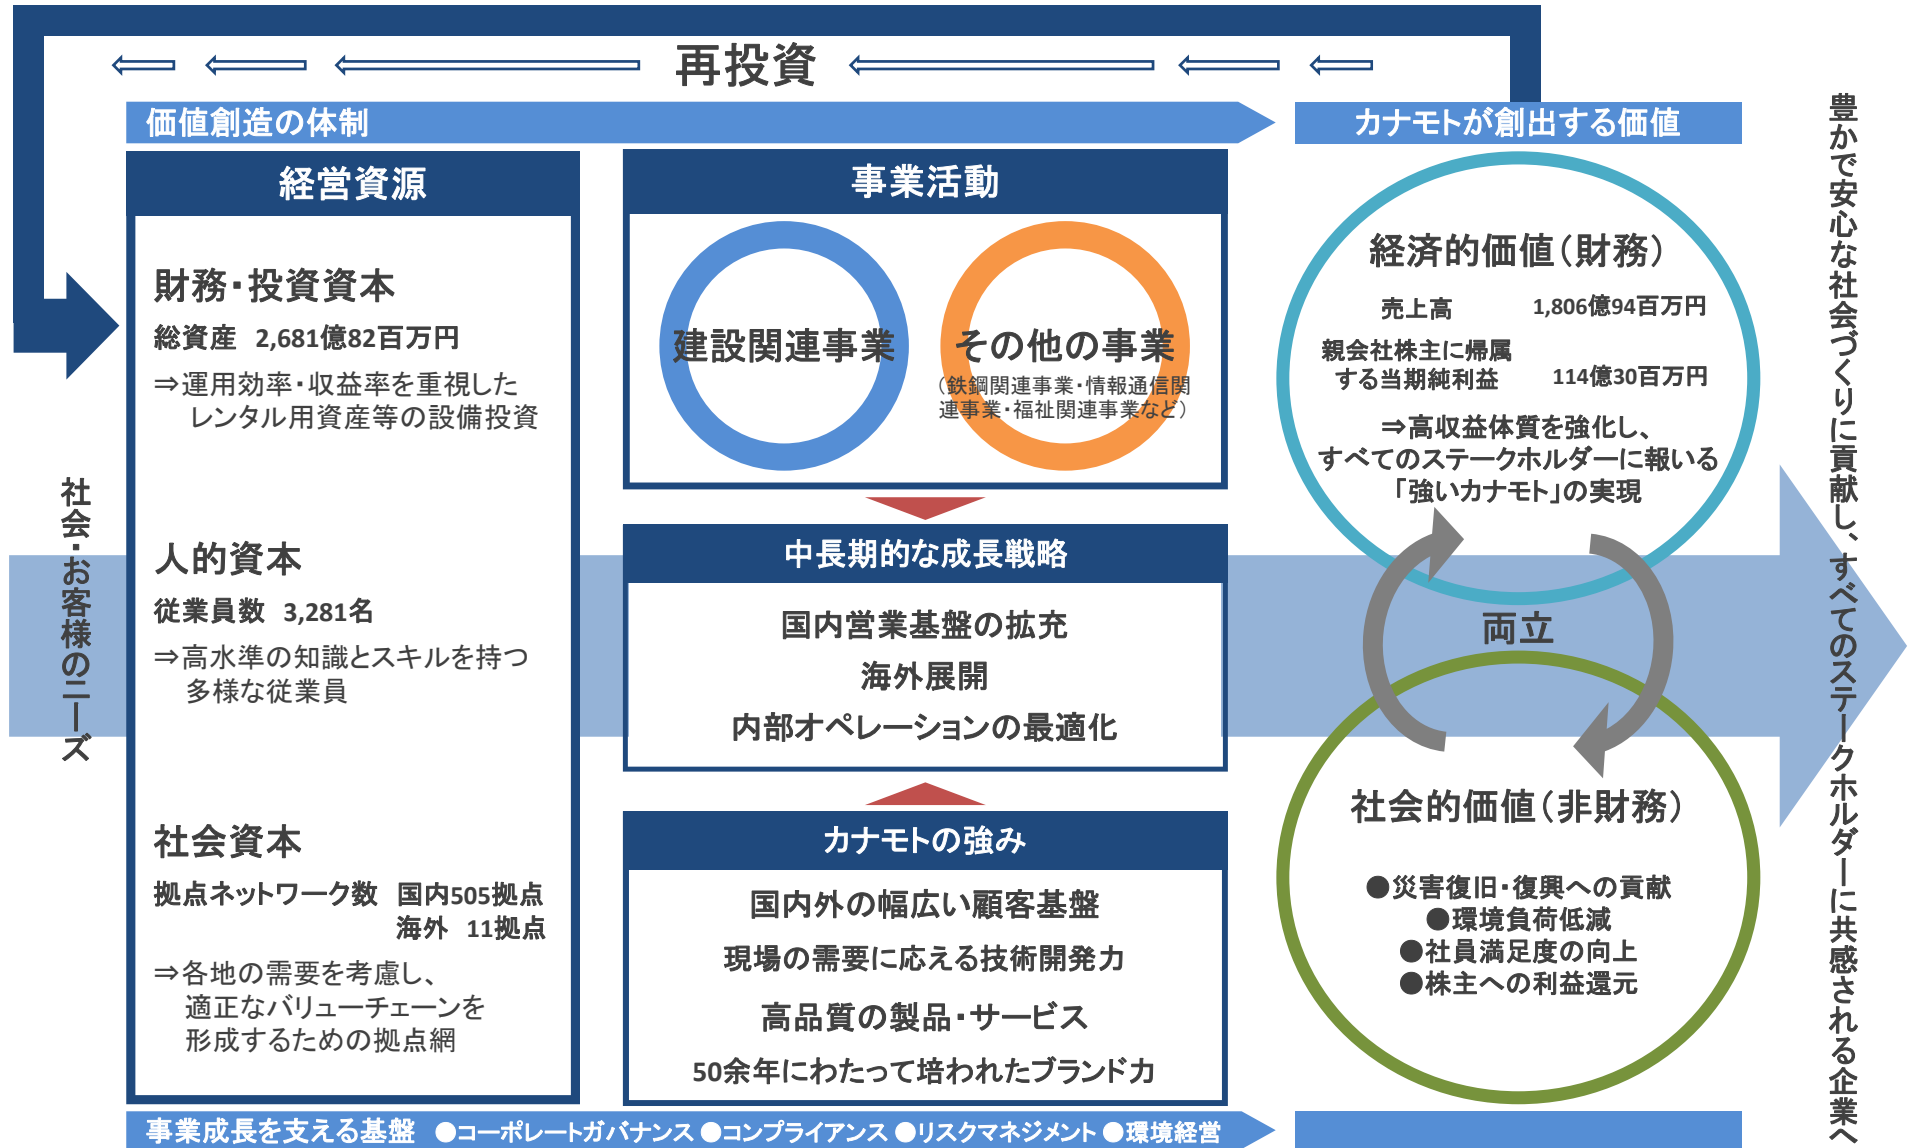 再投資
価値創造の体制
カナモトが創出する価値
社会・お客様のニーズ
経営資源
財務・投資資本
総資産 2,681億82百万円
⇒運用効率・収益率を重視した
レンタル用資産等の設備投資
人的資本
従業員数 3,281名
⇒高水準の知識とスキルを持つ
多様な従業員
社会資本
拠点ネットワーク数 国内505拠点
海外 11拠点
⇒各地の需要を考慮し、
適正なバリューチェーンを
形成するための拠点網
事業活動
建設関連事業
その他の事業
（鉄鋼関連事業・情報通信関
連事業・福祉関連事業など）
中長期的な成長戦略
国内営業基盤の拡充
海外展開
内部オペレーションの最適化
カナモトの強み
国内外の幅広い顧客基盤
現場の需要に応える技術開発力
高品質の製品・サービス
50余年にわたって培われたブランド力
経済的価値（財務）
売上高 1,806億94百万円
親会社株主に帰属
する当期純利益 114億30百万円
⇒高収益体質を強化し、
すべてのステークホルダーに報いる
「強いカナモト」の実現
両立
社会的価値（非財務）
●災害復旧・復興への貢献
●環境負荷低減
●社員満足度の向上
●株主への利益還元
豊かで安心な社会づくりに貢献し、すべてのステークホルダーに共感される企業へ
事業成長を支える基盤 ●コーポレートガバナンス ●コンプライアンス ●リスクマネジメント ●環境経営